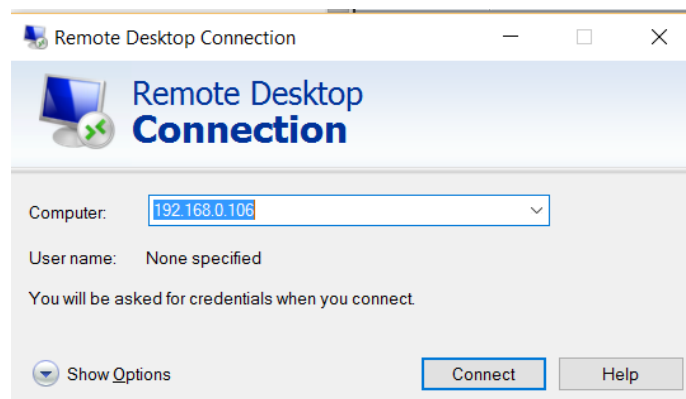 Remote Desktop Connection
Remote Desktop
Connection
Computer: 192.168.0.106
User name: None specified
You will be asked for credentials when you connect.
Show Options Connect Help